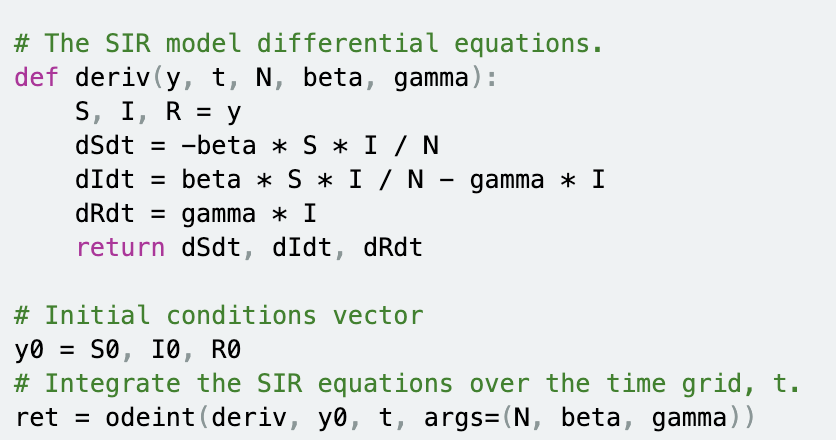 # The SIR model differential equations.
def deriv(y, t, N, beta, gamma):
    S, I, R = y
    dSdt = -beta * S * I / N
    dIdt = beta * S * I / N - gamma * I
    dRdt = gamma * I
    return dSdt, dIdt, dRdt

# Initial conditions vector
y0 = S0, I0, R0
# Integrate the SIR equations over the time grid, t.
ret = odeint(deriv, y0, t, args=(N, beta, gamma))